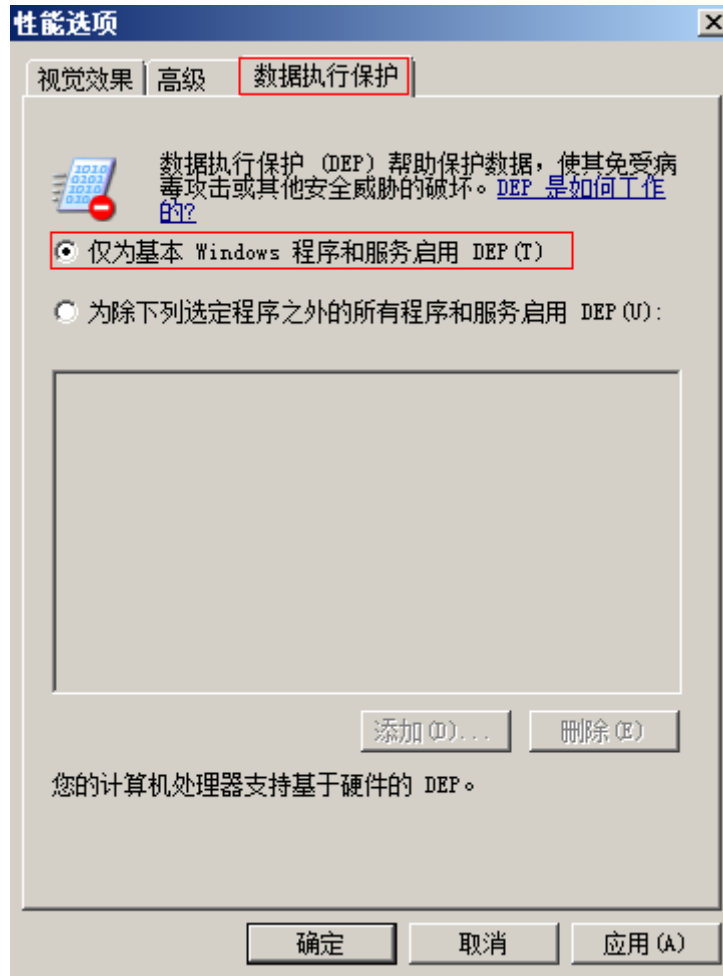 性能选项
视觉效果 高级 数据执行保护
数据执行保护 (DEP) 帮助保护数据，使其免受病
毒攻击或其他安全威胁的破坏。DEP 是如何工作
的?
仅为基本 Windows 程序和服务启用 DEP(T)
为除下列选定程序之外的所有程序和服务启用 DEP(U):
添加(D)... 删除(E)
您的计算机处理器支持基于硬件的 DEP。
确定 取消 应用(A)